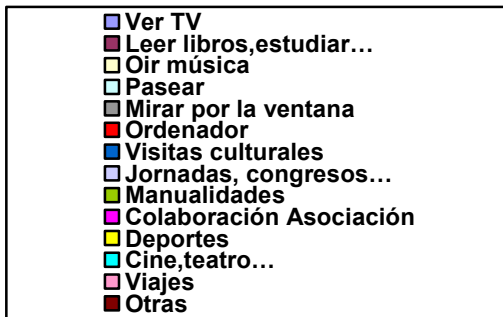 Ver TV
Leer libros,estudiar...
Oir música
Pasear
Mirar por la ventana
Ordenador
Visitas culturales
Jornadas, congresos...
Manualidades
Colaboración Asociación
Deportes
Cine,teatro...
Viajes
Otras